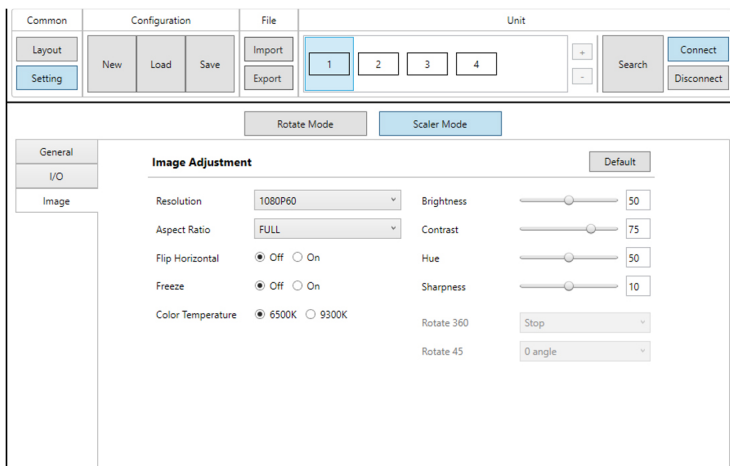 Common Configuration File Unit
Layout New Load Save Import 1 2 3 4 + Search Connect
Setting Export - Disconnect
Rotate Mode Scaler Mode
General
I/O
Image
Image Adjustment Default
Resolution 1080P60 Brightness 50
Aspect Ratio FULL Contrast 75
Flip Horizontal Off On Hue 50
Freeze Off On Sharpness 10
Color Temperature 6500K 9300K
Rotate 360 Stop
Rotate 45 0 angle